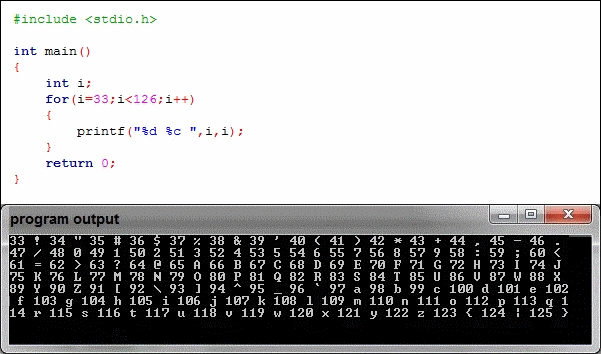 #include <stdio.h>
int main()
{
int i;
for(i=33;i<126;i++)
{
printf("%d %c ",i,i);
}
return 0;
}
program output
33 ! 34 " 35 # 36 $ 37 % 38 & 39 ' 40 ( 41 ) 42 * 43 + 44 , 45 - 46 .
47 / 48 0 49 1 50 2 51 3 52 4 53 5 54 6 55 7 56 8 57 9 58 : 59 ; 60 <
61 = 62 > 63 ? 64 @ 65 A 66 B 67 C 68 D 69 E 70 F 71 G 72 H 73 I 74 J
75 K 76 L 77 M 78 N 79 O 80 P 81 Q 82 R 83 S 84 T 85 U 86 V 87 W 88 X
89 Y 90 Z 91 [ 92 \ 93 ] 94 ^ 95 _ 96 ` 97 a 98 b 99 c 100 d 101 e 102
f 103 g 104 h 105 i 106 j 107 k 108 l 109 m 110 n 111 o 112 p 113 q 1
14 r 115 s 116 t 117 u 118 v 119 w 120 x 121 y 122 z 123 { 124 | 125 }